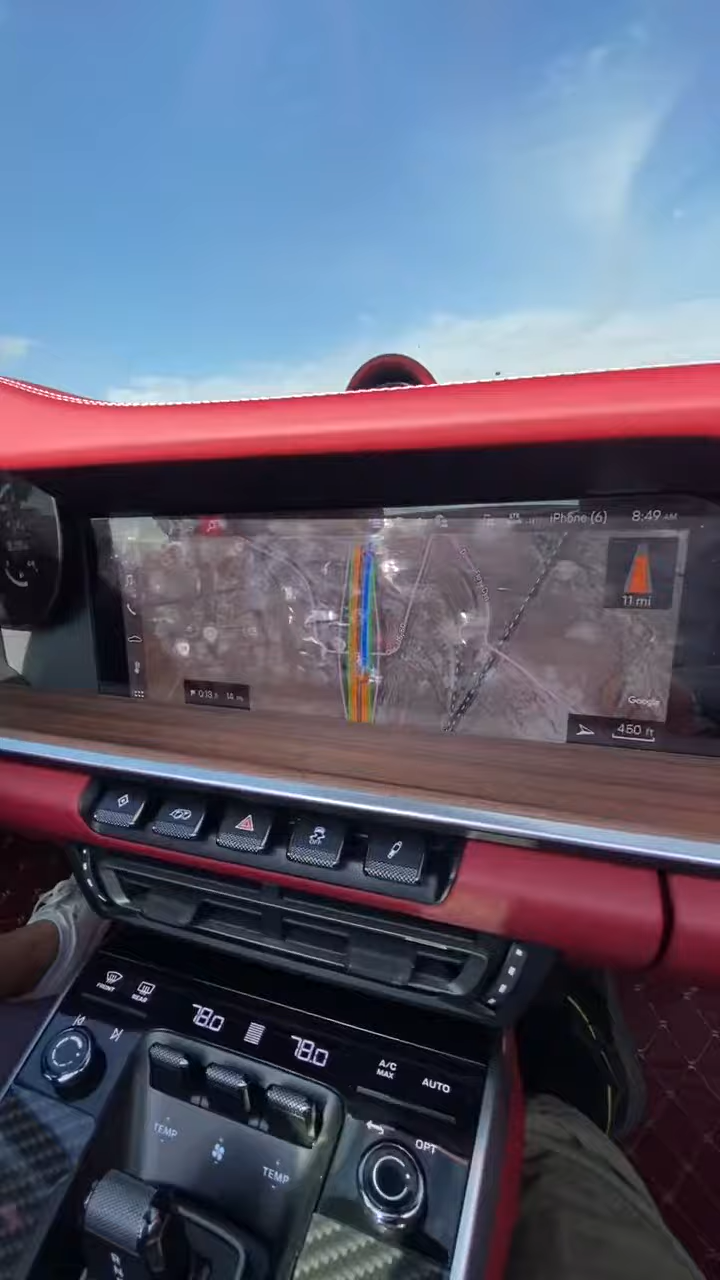 iPhone (6)
8:49 AM
11 mi
Google
450 ft
OFF
FRONT
REAR
78.0
78.0
A/C
MAX
AUTO
TEMP
TEMP
OPT